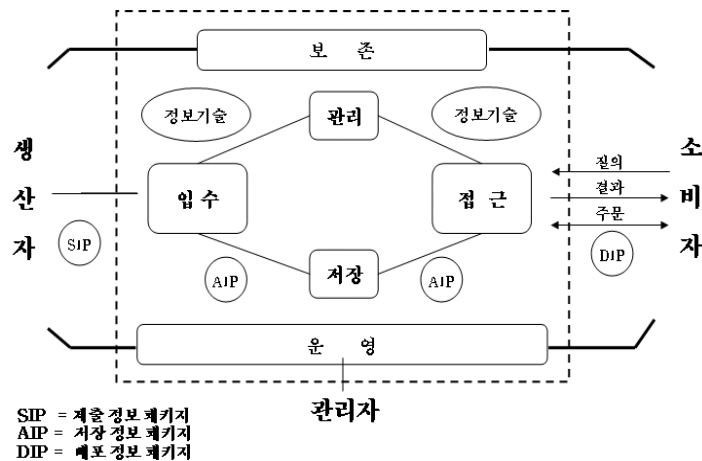 보 존
정보기술
관리
정보기술
생
산
자
입수
접 근
질의
결과
주문
소
비
자
SIP
AIP
저장
AIP
DIP
운 영
관리자
SIP = 제출 정보 패키지
AIP = 저장 정보 패키지
DIP = 배포 정보 패키지